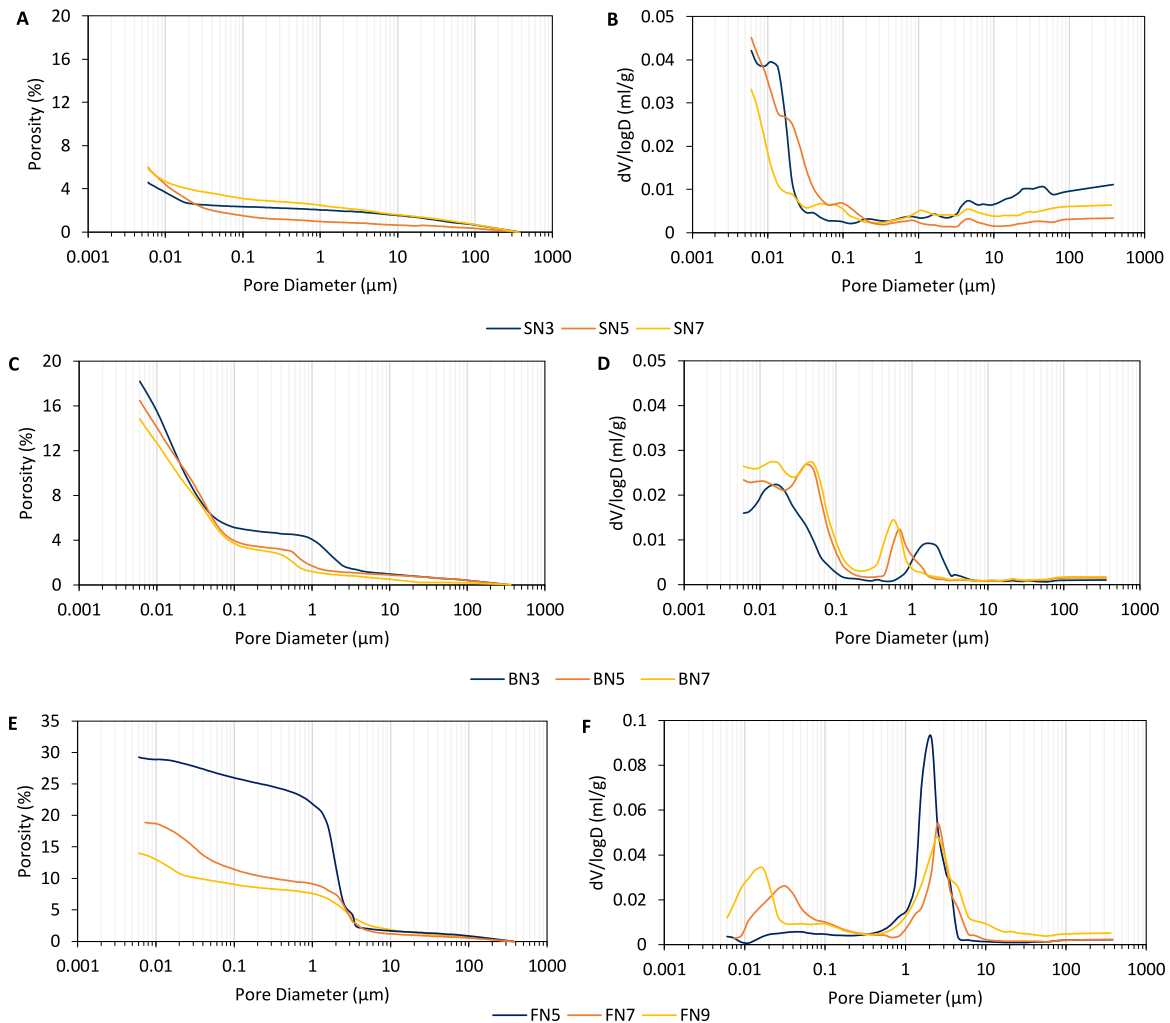 A
Porosity (%)
20
16
12
8
4
0
0.001 0.01 0.1 1 10 100 1000
Pore Diameter (µm)
B
dV/logD (ml/g)
0.05
0.04
0.03
0.02
0.01
0
0.001 0.01 0.1 1 10 100 1000
Pore Diameter (µm)
SN3 SN5 SN7
C
Porosity (%)
20
16
12
8
4
0
0.001 0.01 0.1 1 10 100 1000
Pore Diameter (µm)
D
dV/logD (ml/g)
0.05
0.04
0.03
0.02
0.01
0
0.001 0.01 0.1 1 10 100 1000
Pore Diameter (µm)
BN3 BN5 BN7
E
Porosity (%)
35
30
25
20
15
10
5
0
0.001 0.01 0.1 1 10 100 1000
Pore Diameter (µm)
F
dV/logD (ml/g)
0.1
0.08
0.06
0.04
0.02
0
0.001 0.01 0.1 1 10 100 1000
Pore Diameter (µm)
FN5 FN7 FN9